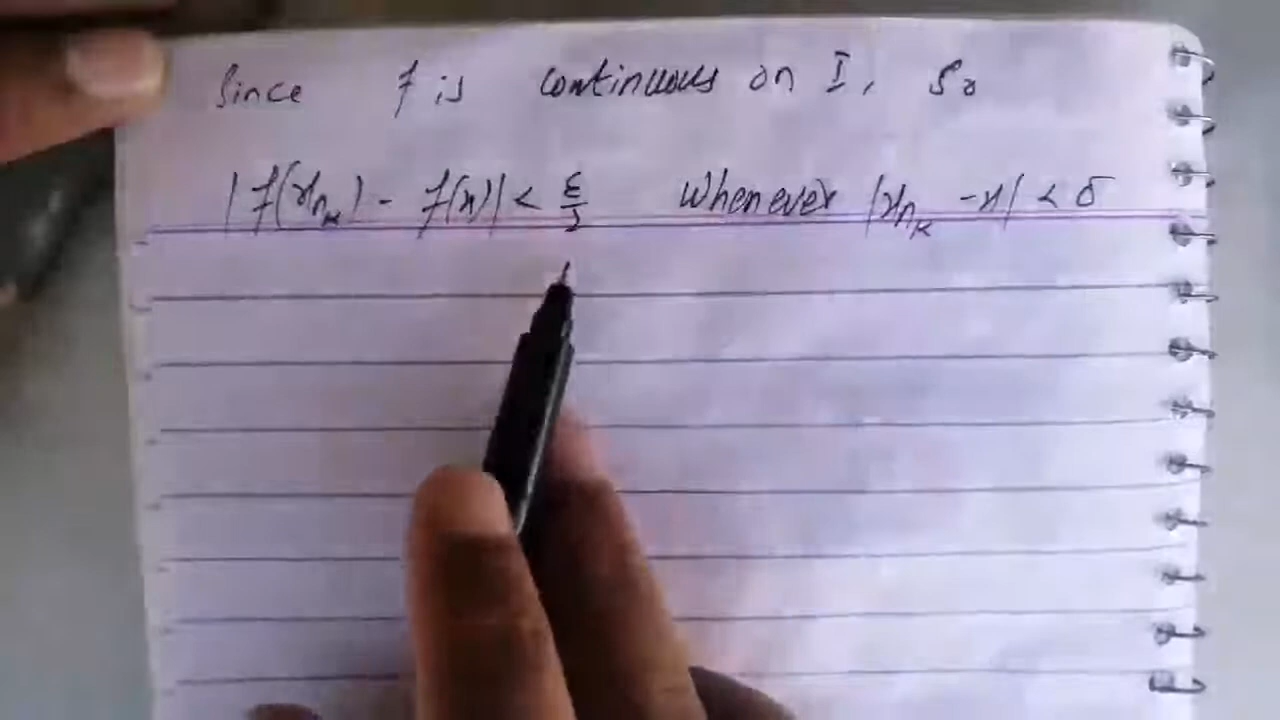 Since f is continuous on I, So
|f(x_{n_k}) - f(x)| < ε/2 whenever |x_{n_k} - x| < δ